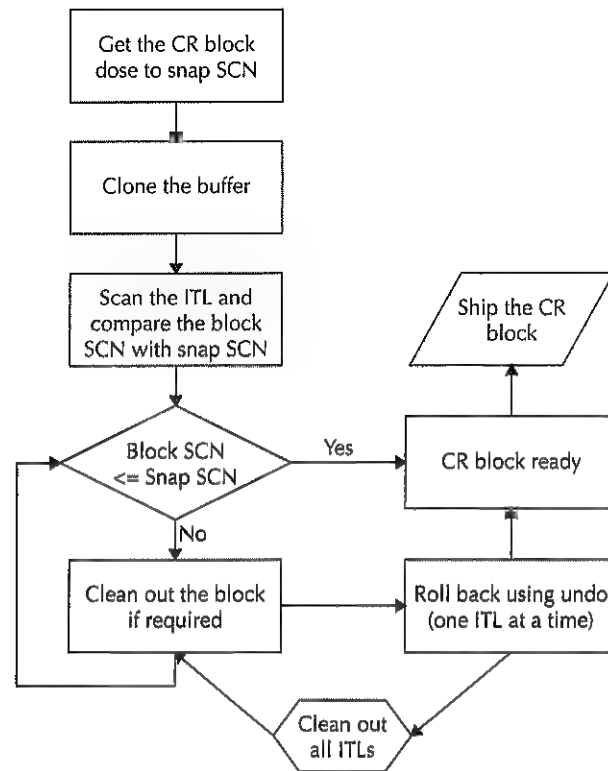 Get the CR block
dose to snap SCN
Clone the buffer
Scan the ITL and
compare the block
SCN with snap SCN
Ship the CR
block
Block SCN
<= Snap SCN
Yes
CR block ready
No
Clean out the block
if required
Roll back using undo
(one ITL at a time)
Clean out
all ITLs